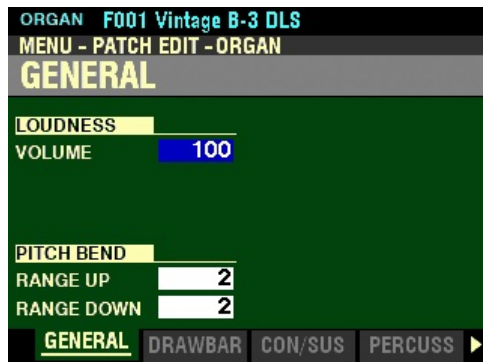 ORGAN F001 Vintage B-3 DLS
MENU - PATCH EDIT - ORGAN
GENERAL
LOUDNESS
VOLUME 100
PITCH BEND
RANGE UP 2
RANGE DOWN 2
GENERAL DRAWBAR CON/SUS PERCUSS